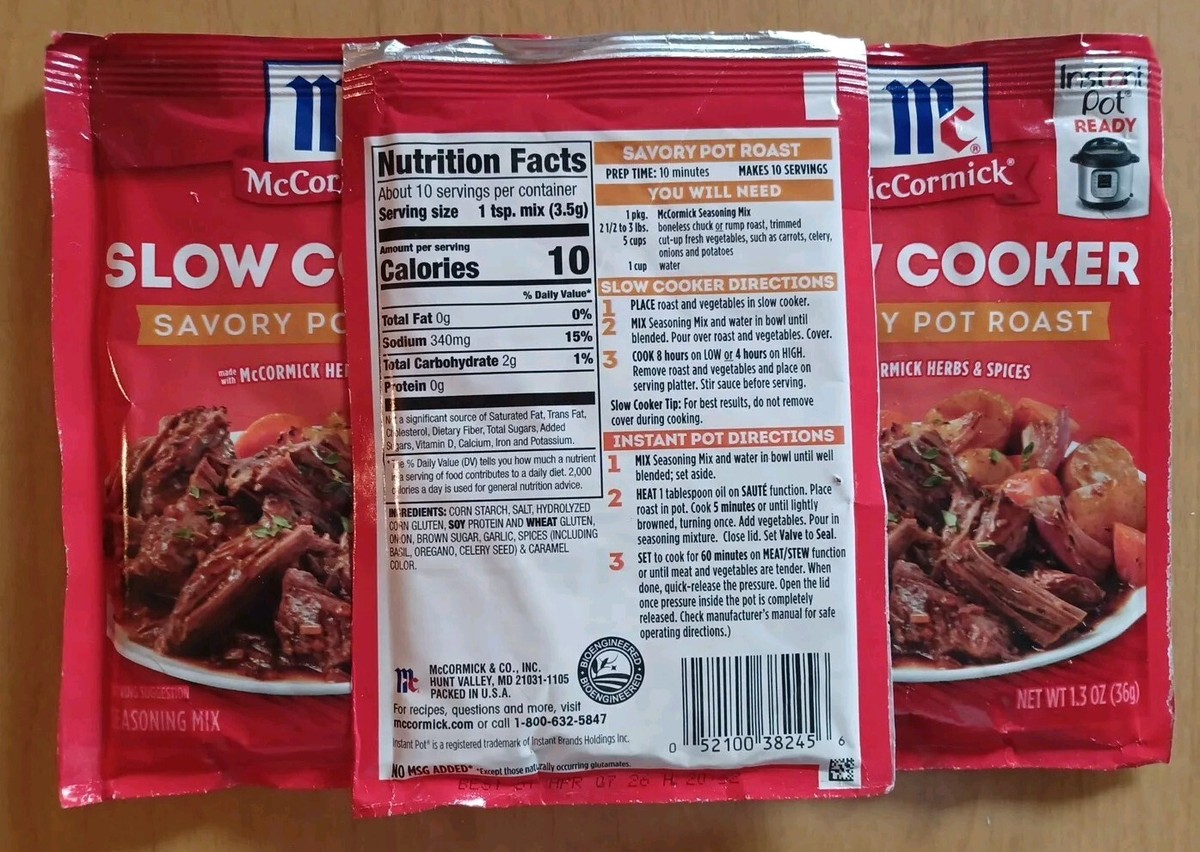 Mc
McCor
SLOW C
SAVORY PO
made with McCORMICK HE
ASONING MIX
Nutrition Facts
About 10 servings per container
Serving size 1 tsp. mix (3.5g)
Amount per serving
Calories 10
% Daily Value*
Total Fat 0g 0%
Sodium 340mg 15%
Total Carbohydrate 2g 1%
Protein 0g
N t a significant source of Saturated Fat, Trans Fat,
C olesterol, Dietary Fiber, Total Sugars, Added
S gars, Vitamin D, Calcium, Iron and Potassium.
* e % Daily Value (DV) tells you how much a nutrient
a serving of food contributes to a daily diet. 2,000
alories a day is used for general nutrition advice.
INGREDIENTS: CORN STARCH, SALT, HYDROLYZED
CORN GLUTEN, SOY PROTEIN AND WHEAT GLUTEN,
ONION, BROWN SUGAR, GARLIC, SPICES (INCLUDING
BASIL, OREGANO, CELERY SEED) & CARAMEL
COLOR.
Mc
McCORMICK & CO., INC.
HUNT VALLEY, MD 21031-1105
PACKED IN U.S.A.
BIOENGINEERED
BIOENGINEERED
For recipes, questions and more, visit
mccormick.com or call 1-800-632-5847
Instant Pot® is a registered trademark of Instant Brands Holdings Inc.
NO MSG ADDED* *Except those naturally occurring glutamates.
SAVORY POT ROAST
PREP TIME: 10 minutes MAKES 10 SERVINGS
YOU WILL NEED
1 pkg. McCormick Seasoning Mix
2 1/2 to 3 lbs. boneless chuck or rump roast, trimmed
5 cups cut-up fresh vegetables, such as carrots, celery,
onions and potatoes
1 cup water
SLOW COOKER DIRECTIONS
1 PLACE roast and vegetables in slow cooker.
2 MIX Seasoning Mix and water in bowl until
blended. Pour over roast and vegetables. Cover.
3 COOK 8 hours on LOW or 4 hours on HIGH.
Remove roast and vegetables and place on
serving platter. Stir sauce before serving.
Slow Cooker Tip: For best results, do not remove
cover during cooking.
INSTANT POT DIRECTIONS
1 MIX Seasoning Mix and water in bowl until well
blended; set aside.
2 HEAT 1 tablespoon oil on SAUTÉ function. Place
roast in pot. Cook 5 minutes or until lightly
browned, turning once. Add vegetables. Pour in
seasoning mixture. Close lid. Set Valve to Seal.
3 SET to cook for 60 minutes on MEAT/STEW function
or until meat and vegetables are tender. When
done, quick-release the pressure. Open the lid
once pressure inside the pot is completely
released. Check manufacturer's manual for safe
operating directions.)
0 52100 38245 6
Mc®
cCormick®
Instant
Pot®
READY
W COOKER
Y POT ROAST
RMICK HERBS & SPICES
NET WT 1.3 OZ (36g)